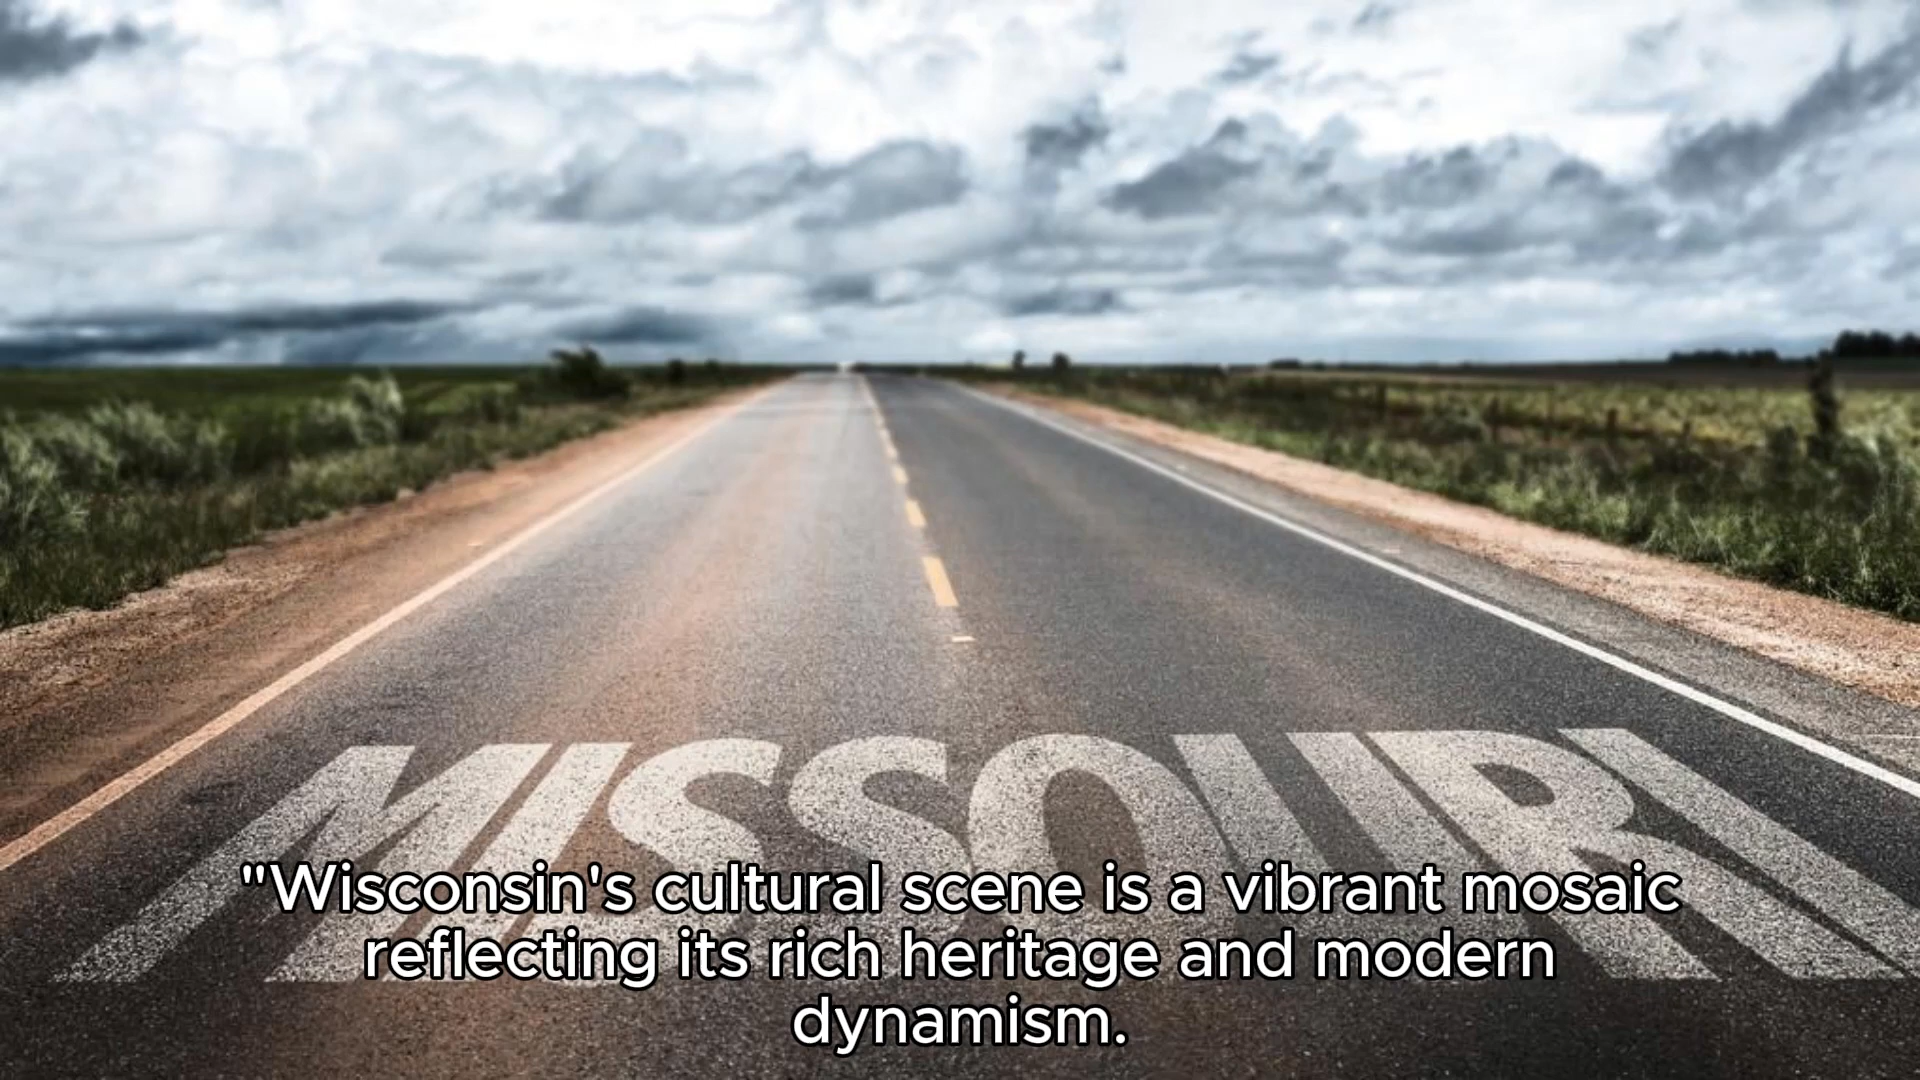 MISSOURI
"Wisconsin's cultural scene is a vibrant mosaic
reflecting its rich heritage and modern
dynamism.